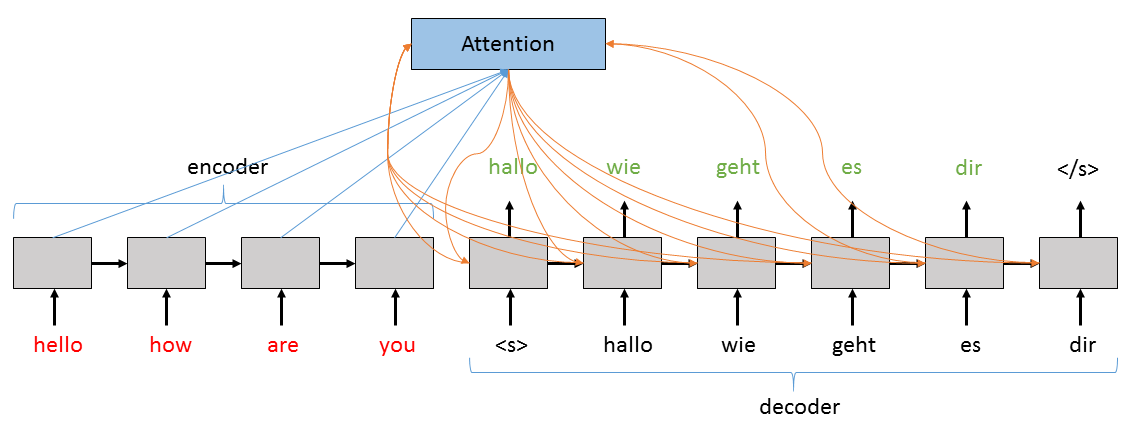 Attention
encoder
hallo wie geht es dir </s>
hello how are you <s> hallo wie geht es dir
decoder